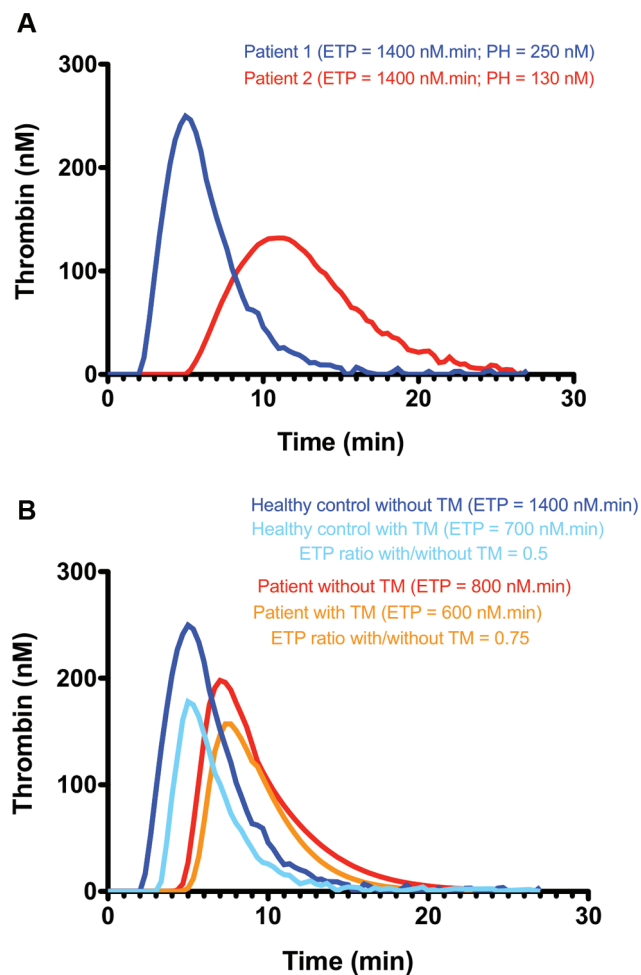 A
Patient 1 (ETP = 1400 nM.min; PH = 250 nM)
Patient 2 (ETP = 1400 nM.min; PH = 130 nM)
300
200
100
0
Thrombin (nM)
0 10 20 30
Time (min)
B
Healthy control without TM (ETP = 1400 nM.min)
Healthy control with TM (ETP = 700 nM.min)
ETP ratio with/without TM = 0.5
Patient without TM (ETP = 800 nM.min)
Patient with TM (ETP = 600 nM.min)
ETP ratio with/without TM = 0.75
300
200
100
0
Thrombin (nM)
0 10 20 30
Time (min)